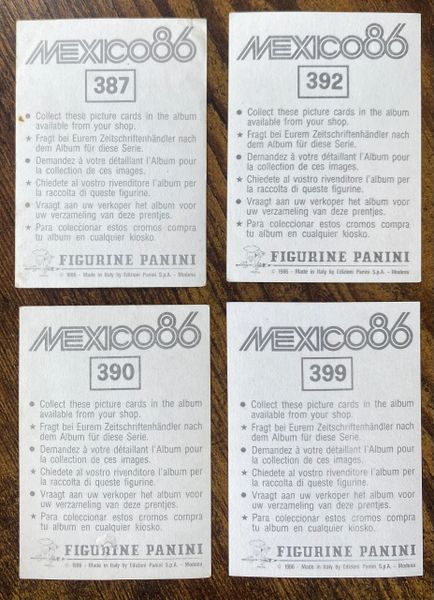 MEXICO86
387
• Collect these picture cards in the album
available from your shop.
★ Fragt bei Eurem Zeitschriftenhändler nach
dem Album für diese Serie.
• Demandez à votre détaillant l'Album pour
la collection de ces images.
★ Chiedete al vostro rivenditore l'album per
la raccolta di queste figurine.
• Vraagt aan uw verkoper het album voor
uw verzameling van deze prentjes.
★ Para coleccionar estos cromos compra
tu album en cualquier kiosko.
FIGURINE PANINI
© 1986 - Made in Italy by Edizioni Panini S.p.A. - Modena
MEXICO86
392
• Collect these picture cards in the album
available from your shop.
★ Fragt bei Eurem Zeitschriftenhändler nach
dem Album für diese Serie.
• Demandez à votre détaillant l'Album pour
la collection de ces images.
★ Chiedete al vostro rivenditore l'album per
la raccolta di queste figurine.
• Vraagt aan uw verkoper het album voor
uw verzameling van deze prentjes.
★ Para coleccionar estos cromos compra
tu album en cualquier kiosko.
FIGURINE PANINI
© 1986 - Made in Italy by Edizioni Panini S.p.A. - Modena
MEXICO86
390
• Collect these picture cards in the album
available from your shop.
★ Fragt bei Eurem Zeitschriftenhändler nach
dem Album für diese Serie.
• Demandez à votre détaillant l'Album pour
la collection de ces images.
★ Chiedete al vostro rivenditore l'album per
la raccolta di queste figurine.
• Vraagt aan uw verkoper het album voor
uw verzameling van deze prentjes.
★ Para coleccionar estos cromos compra
tu album en cualquier kiosko.
FIGURINE PANINI
© 1986 - Made in Italy by Edizioni Panini S.p.A. - Modena
MEXICO86
399
• Collect these picture cards in the album
available from your shop.
★ Fragt bei Eurem Zeitschriftenhändler nach
dem Album für diese Serie.
• Demandez à votre détaillant l'Album pour
la collection de ces images.
★ Chiedete al vostro rivenditore l'album per
la raccolta di queste figurine.
• Vraagt aan uw verkoper het album voor
uw verzameling van deze prentjes.
★ Para coleccionar estos cromos compra
tu album en cualquier kiosko.
FIGURINE PANINI
© 1986 - Made in Italy by Edizioni Panini S.p.A. - Modena